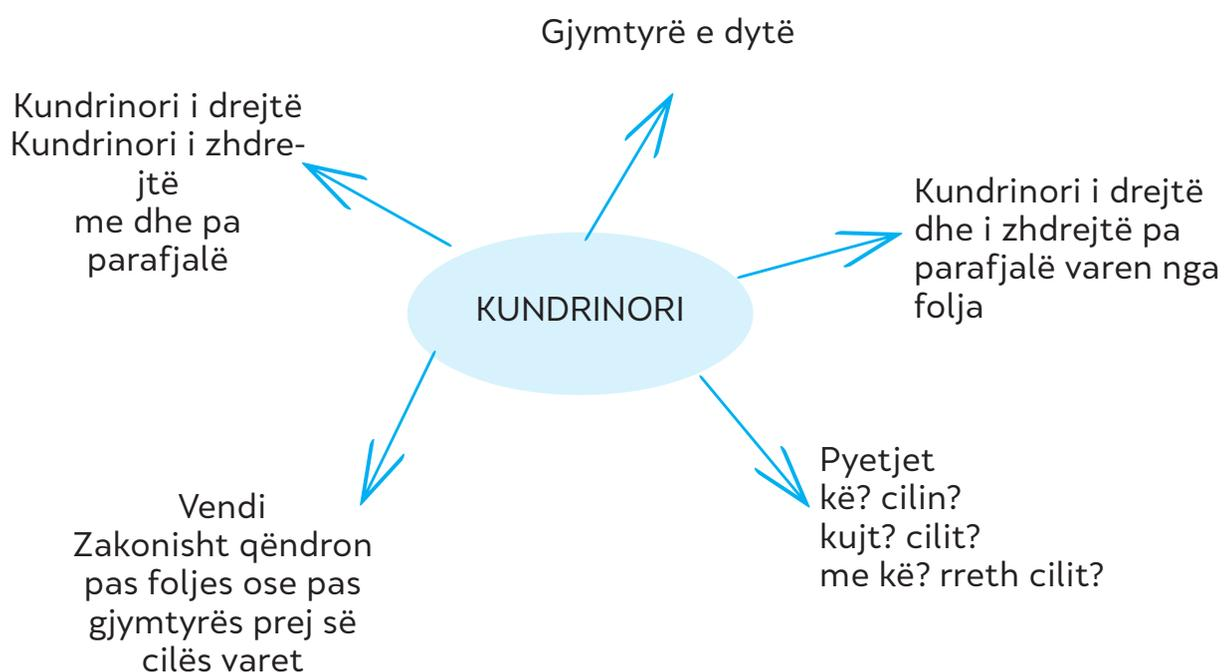 Gjymtyrë e dytë
Kundrinori i drejtë
Kundrinori i zhdre-
jtë
me dhe pa
parafjalë
Kundrinori i drejtë
dhe i zhdrejtë pa
parafjalë varen nga
folja
KUNDRINORI
Pyetjet
kë? cilin?
kujt? cilit?
me kë? rreth cilit?
Vendi
Zakonisht qëndron
pas foljes ose pas
gjymtyrës prej së
cilës varet